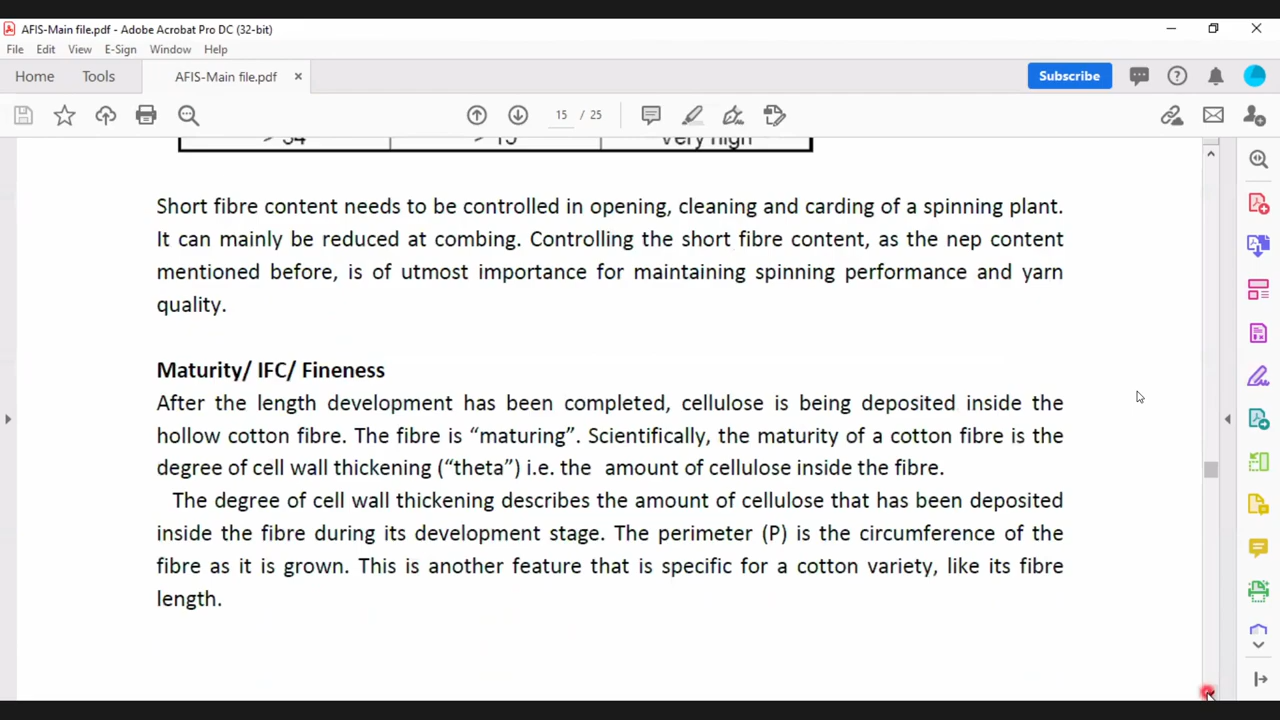 AFIS-Main file.pdf - Adobe Acrobat Pro DC (32-bit)
File Edit View E-Sign Window Help
Home Tools AFIS-Main file.pdf × Subscribe
15 / 25
> 34 > 15 Very high
Short fibre content needs to be controlled in opening, cleaning and carding of a spinning plant.
It can mainly be reduced at combing. Controlling the short fibre content, as the nep content
mentioned before, is of utmost importance for maintaining spinning performance and yarn
quality.
Maturity/ IFC/ Fineness
After the length development has been completed, cellulose is being deposited inside the
hollow cotton fibre. The fibre is “maturing”. Scientifically, the maturity of a cotton fibre is the
degree of cell wall thickening (“theta”) i.e. the amount of cellulose inside the fibre.
The degree of cell wall thickening describes the amount of cellulose that has been deposited
inside the fibre during its development stage. The perimeter (P) is the circumference of the
fibre as it is grown. This is another feature that is specific for a cotton variety, like its fibre
length.